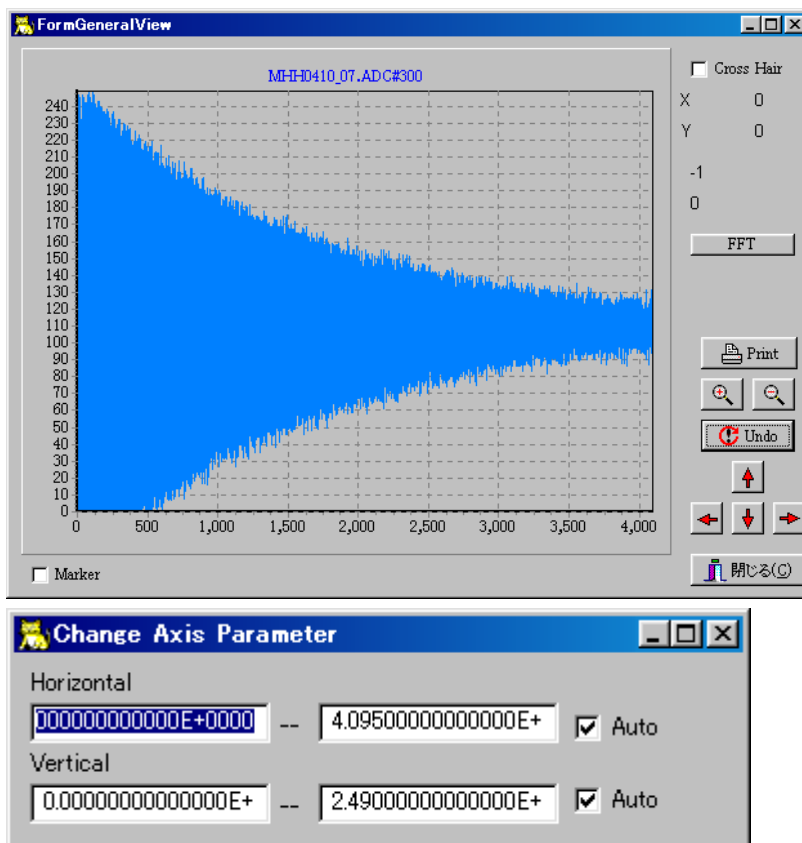 FormGeneralView
MHH0410_07.ADC#300
240
230
220
210
200
190
180
170
160
150
140
130
120
110
100
90
80
70
60
50
40
30
20
10
0
0 500 1,000 1,500 2,000 2,500 3,000 3,500 4,000
Marker
Cross Hair
X 0
Y 0
-1
0
FFT
Print
Undo
閉じる(C)
Change Axis Parameter
Horizontal
000000000000E+0000 -- 4.09500000000000E+ Auto
Vertical
0.00000000000000E+ -- 2.49000000000000E+ Auto